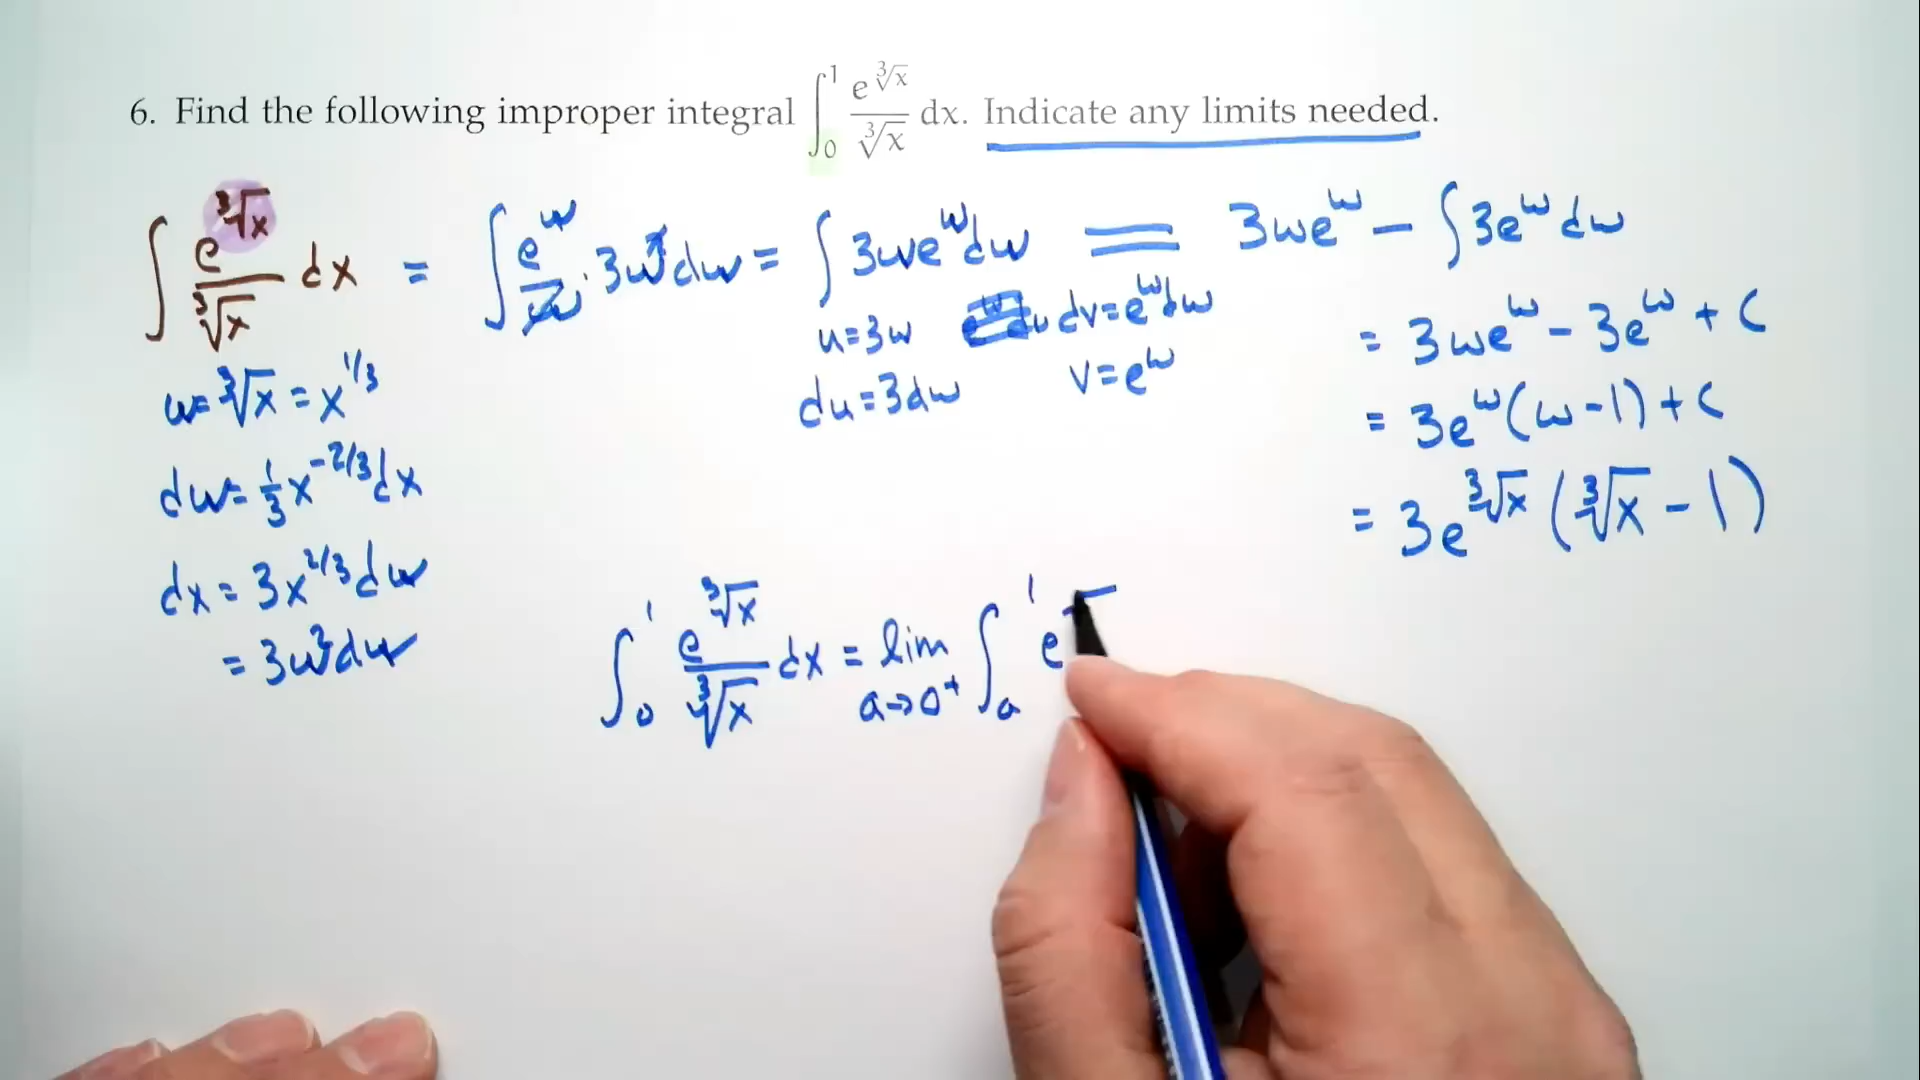 6. Find the following improper integral ∫₀¹ e^∛x / ∛x dx. Indicate any limits needed.
∫ e^∛x / ∛x dx = ∫ e^w / w · 3w² dw = ∫ 3we^w dw = 3we^w − ∫ 3e^w dw
u=3w dv=e^w dw
du=3dw v=e^w
= 3we^w − 3e^w + C
= 3e^w (w−1) + C
= 3e^∛x (∛x − 1)
w= ∛x = x^1/3
dw= 1/3 x^−2/3 dx
dx = 3x^2/3 dw
= 3w² dw
∫₀¹ e^∛x / ∛x dx = lim a→0⁺ ∫ₐ¹ e